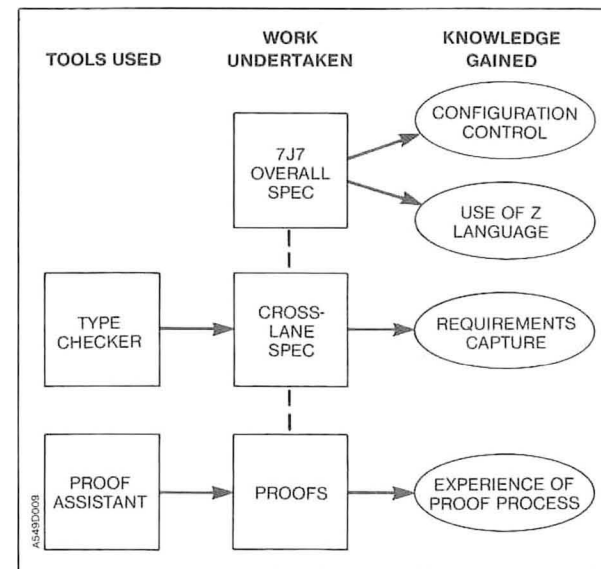 TOOLS USED
WORK
UNDERTAKEN
KNOWLEDGE
GAINED
7J7
OVERALL
SPEC
CONFIGURATION
CONTROL
USE OF Z
LANGUAGE
TYPE
CHECKER
CROSS-
LANE
SPEC
REQUIREMENTS
CAPTURE
PROOF
ASSISTANT
PROOFS
EXPERIENCE OF
PROOF PROCESS
A549D009